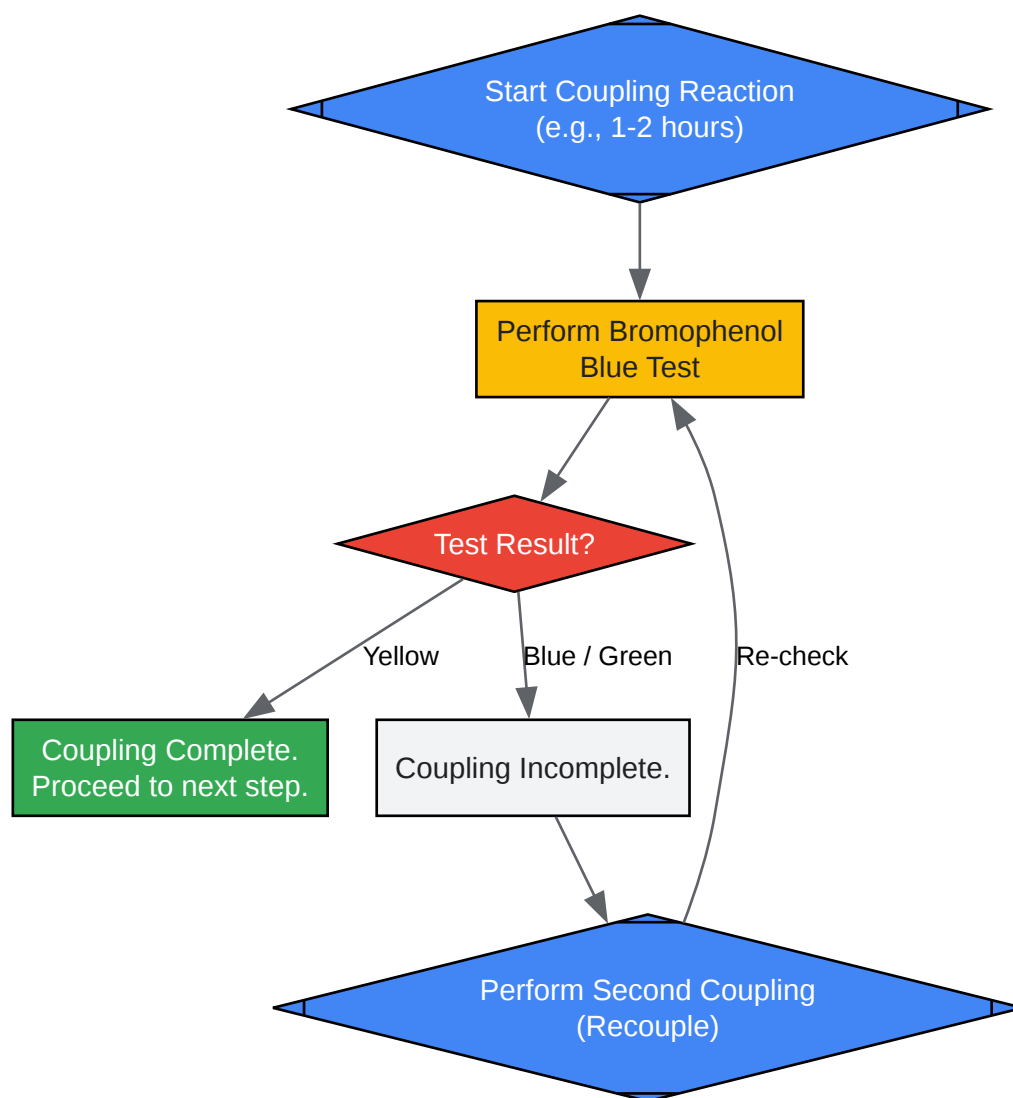 Start Coupling Reaction
(e.g., 1-2 hours)
Perform Bromophenol
Blue Test
Test Result?
Yellow
Blue / Green
Re-check
Coupling Complete.
Proceed to next step.
Coupling Incomplete.
Perform Second Coupling
(Recouple)